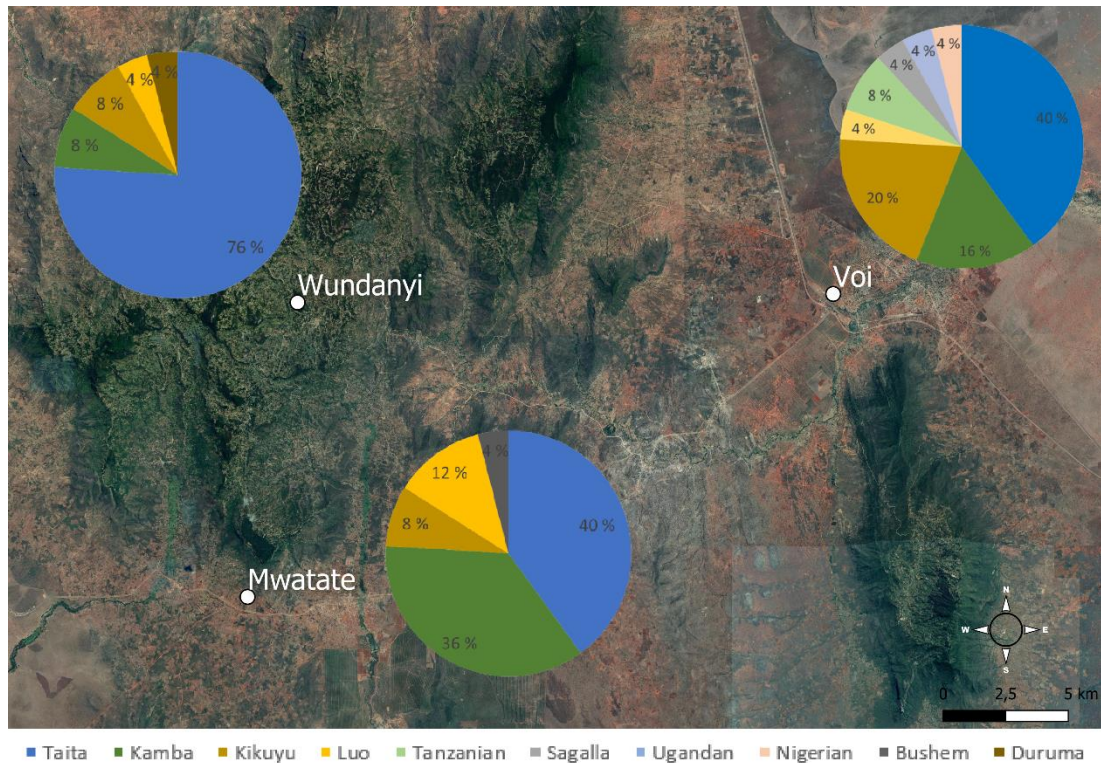 4 %
4 %
8 %
8 %
76 %
Wundanyi
4 %
4 %
4 %
8 %
4 %
20 %
16 %
40 %
Voi
4 %
12 %
8 %
36 %
40 %
Mwatate
N
W
E
S
0 2,5 5 km
Taita Kamba Kikuyu Luo Tanzanian Sagalla Ugandan Nigerian Bushem Duruma